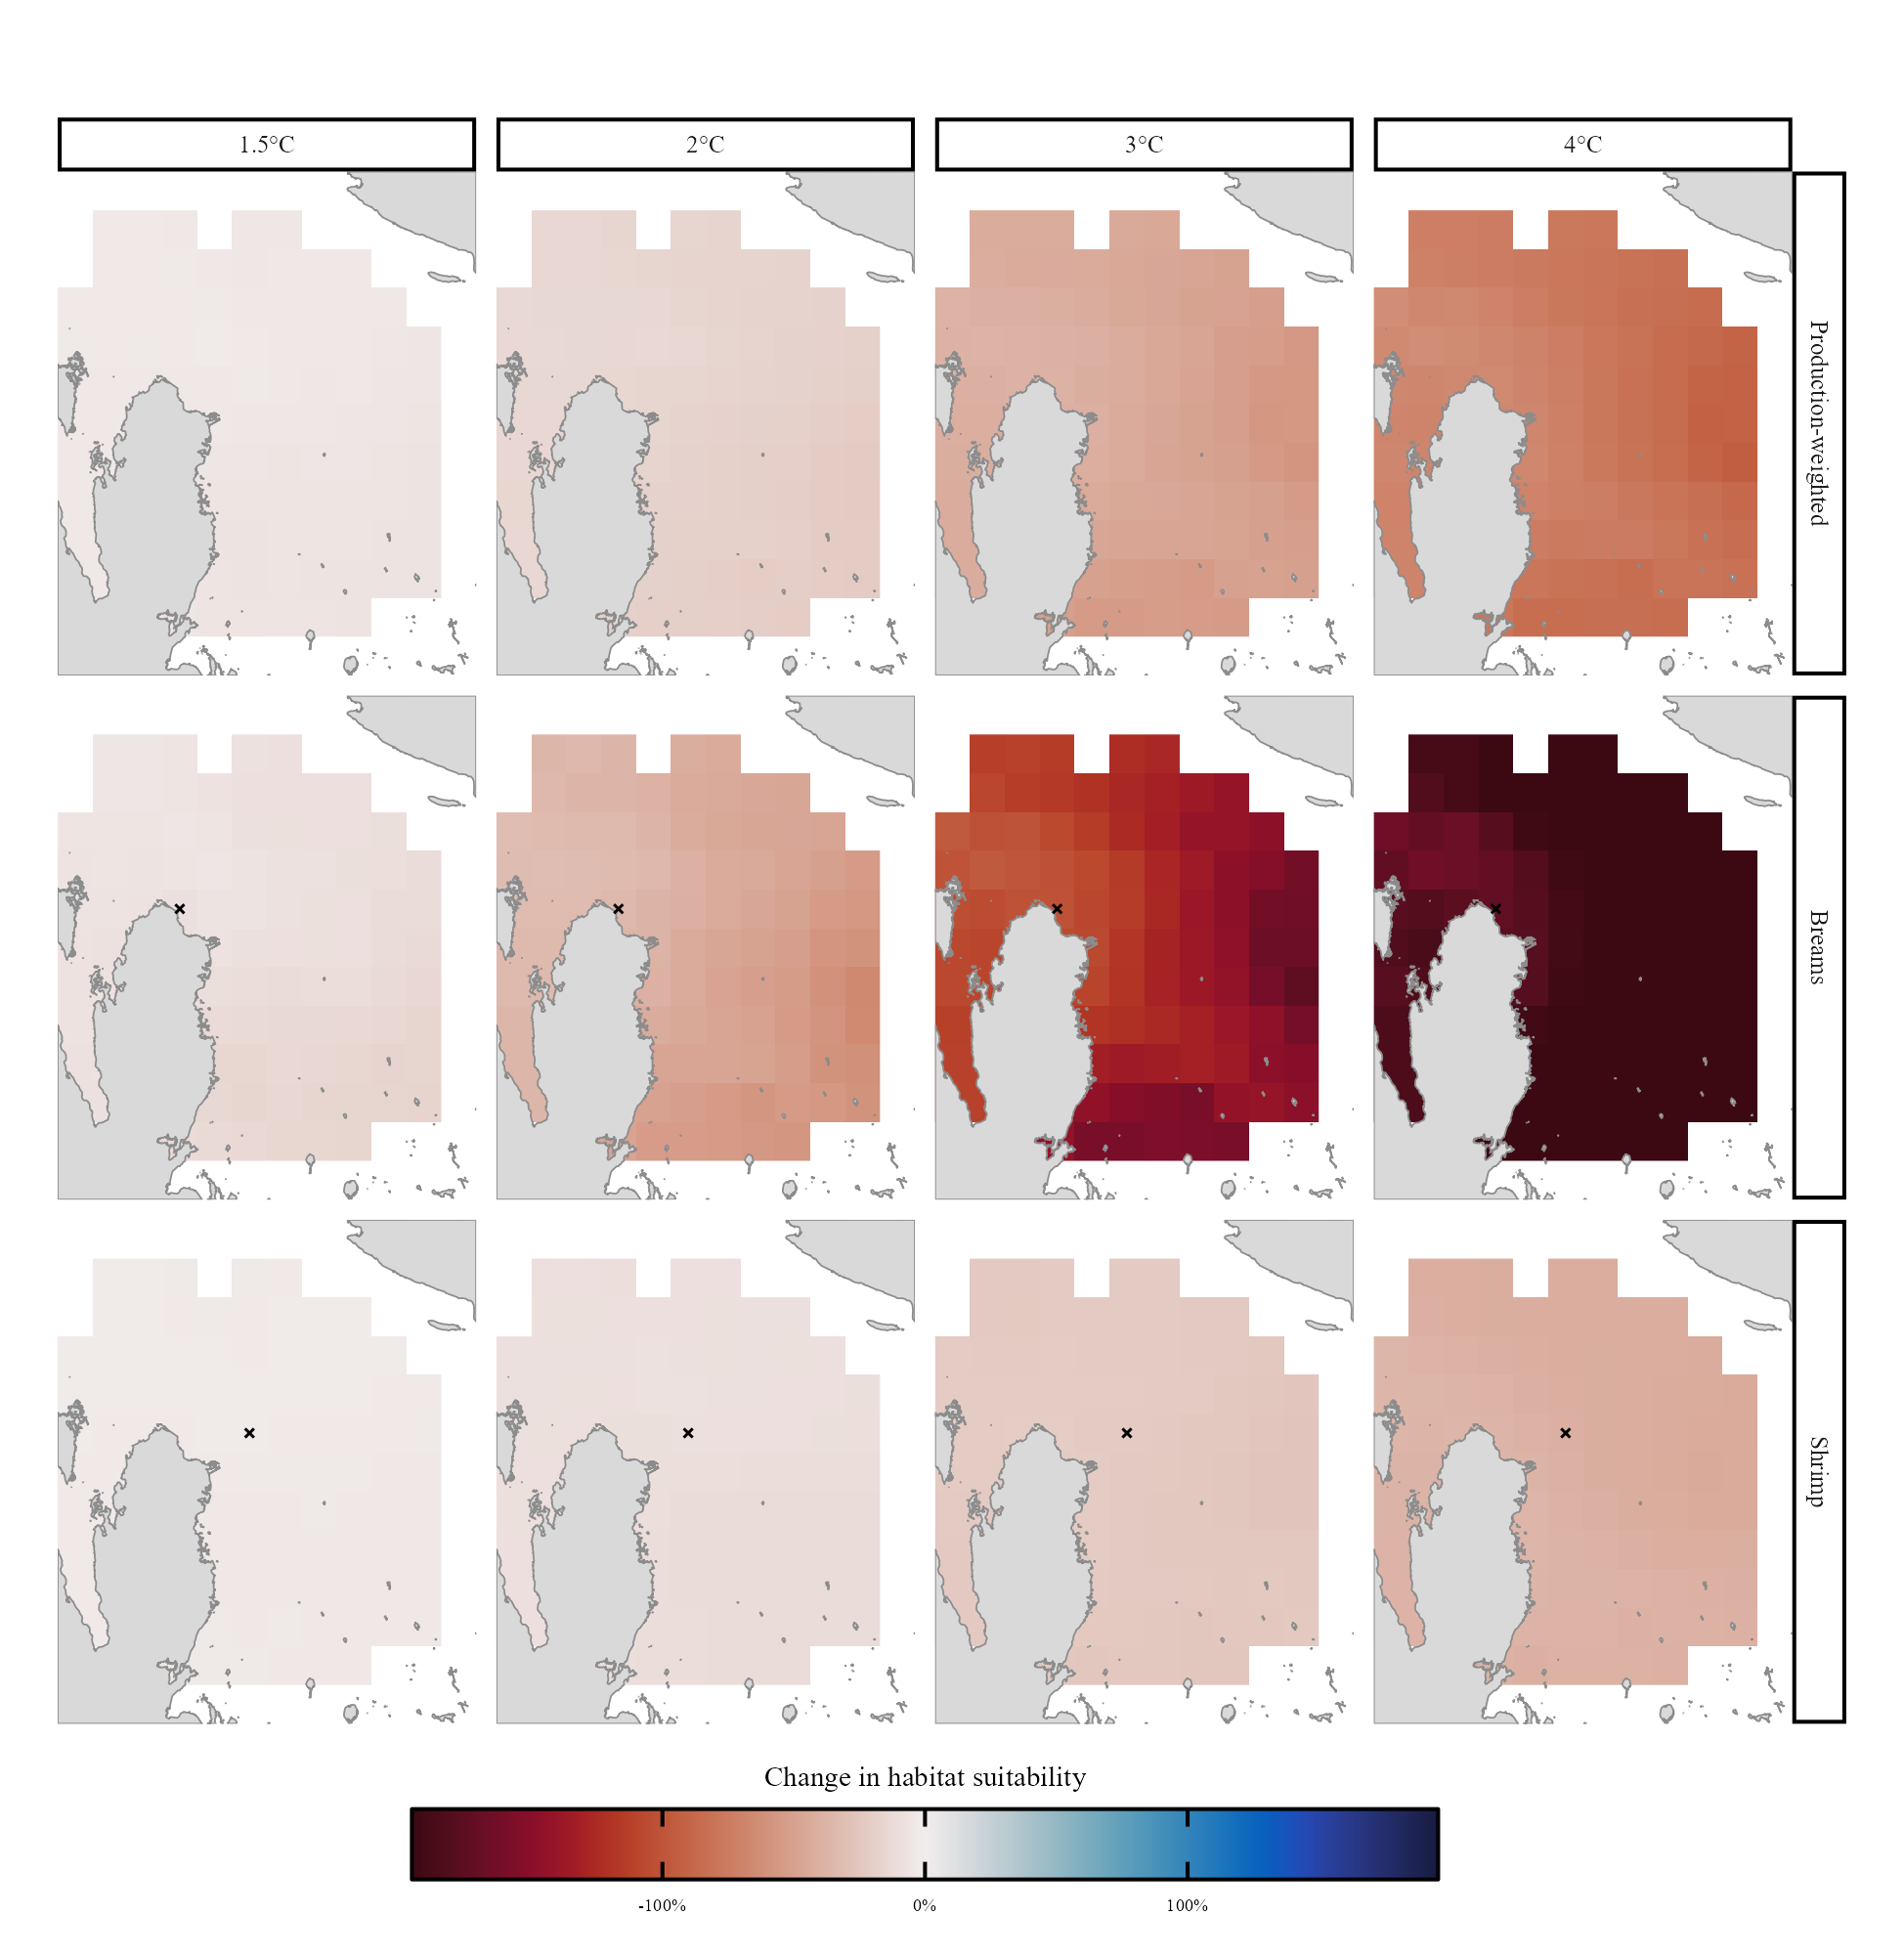 1.5°C
2°C
3°C
4°C
Production-weighted
Breams
Shrimp
Change in habitat suitability
-100%
0%
100%